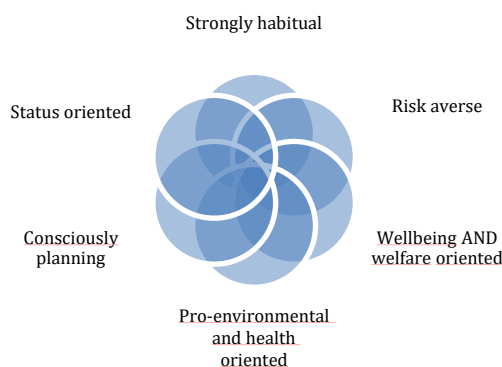 Strongly habitual
Status oriented
Risk averse
Consciously
planning
Wellbeing AND
welfare oriented
Pro-environmental
and health
oriented